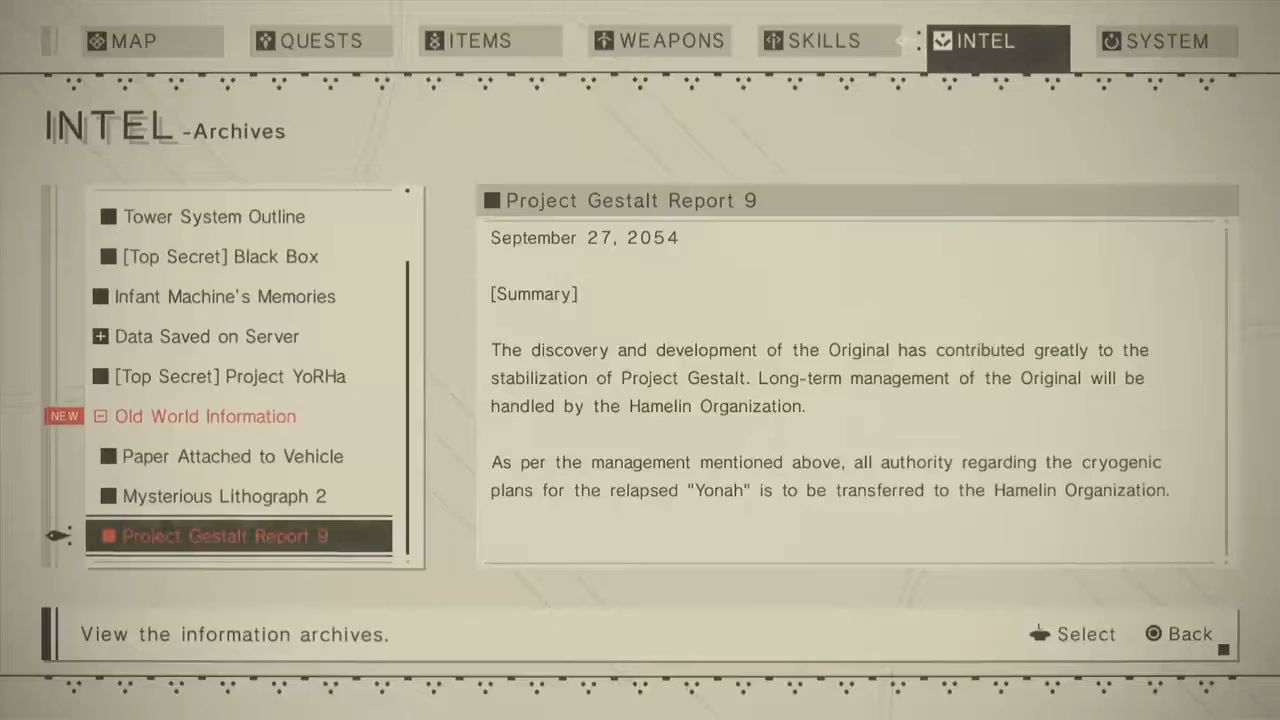 MAP
QUESTS
ITEMS
WEAPONS
SKILLS
INTEL
SYSTEM
INTEL -Archives
Tower System Outline
[Top Secret] Black Box
Infant Machine's Memories
Data Saved on Server
[Top Secret] Project YoRHa
NEW Old World Information
Paper Attached to Vehicle
Mysterious Lithograph 2
Project Gestalt Report 9
Project Gestalt Report 9
September 27, 2054
[Summary]
The discovery and development of the Original has contributed greatly to the
stabilization of Project Gestalt. Long-term management of the Original will be
handled by the Hamelin Organization.
As per the management mentioned above, all authority regarding the cryogenic
plans for the relapsed "Yonah" is to be transferred to the Hamelin Organization.
View the information archives.
Select
Back